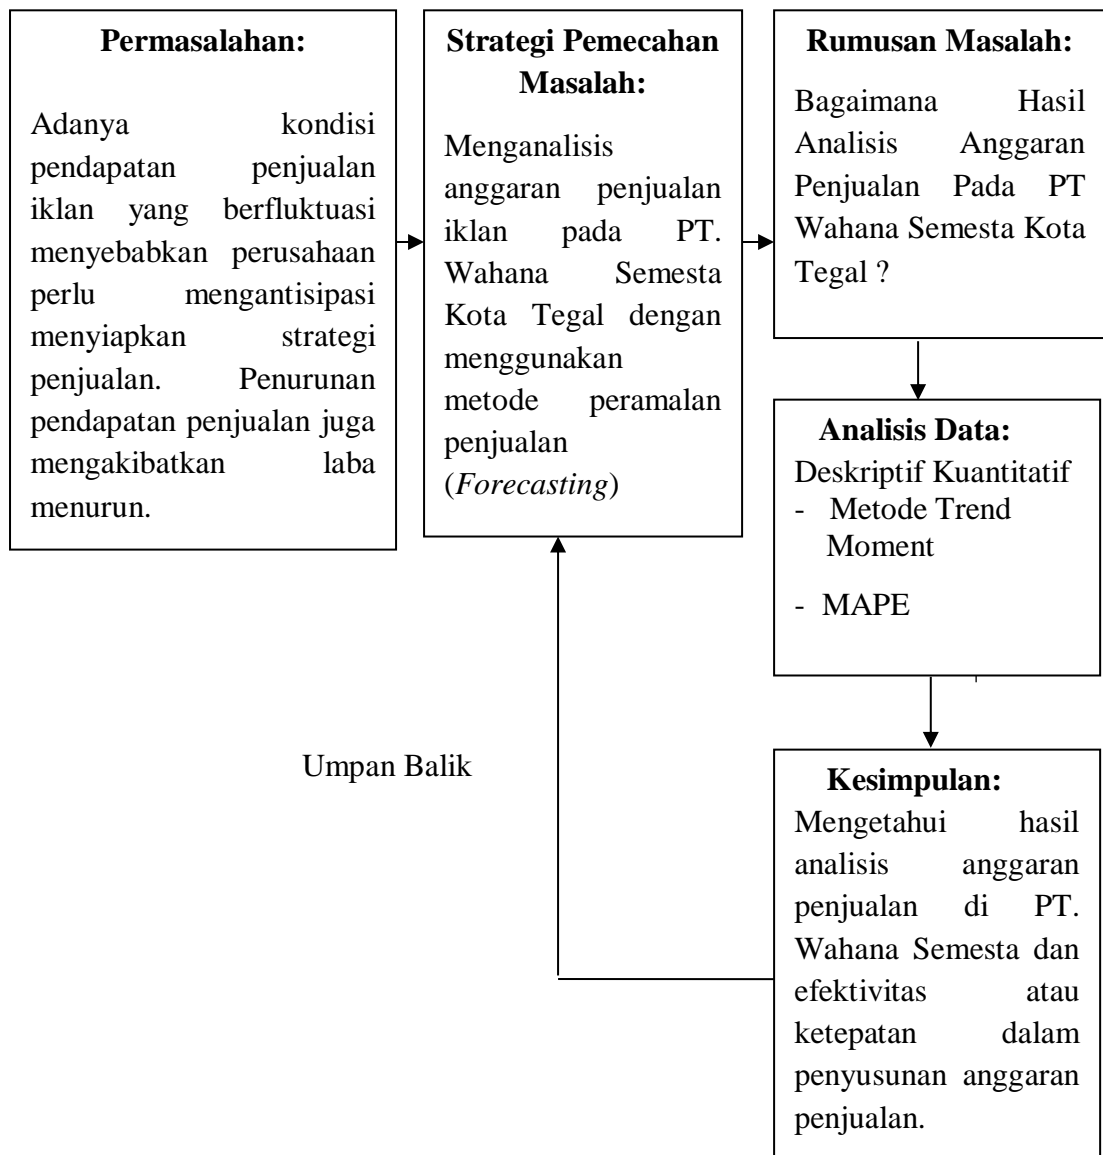 Permasalahan:
Adanya kondisi
pendapatan penjualan
iklan yang berfluktuasi
menyebabkan perusahaan
perlu mengantisipasi
menyiapkan strategi
penjualan. Penurunan
pendapatan penjualan juga
mengakibatkan laba
menurun.
Strategi Pemecahan
Masalah:
Menganalisis
anggaran penjualan
iklan pada PT.
Wahana Semesta
Kota Tegal dengan
menggunakan
metode peramalan
penjualan
(Forecasting)
Rumusan Masalah:
Bagaimana Hasil
Analisis Anggaran
Penjualan Pada PT
Wahana Semesta Kota
Tegal ?
Analisis Data:
Deskriptif Kuantitatif
- Metode Trend
Moment
- MAPE
Umpan Balik
Kesimpulan:
Mengetahui hasil
analisis anggaran
penjualan di PT.
Wahana Semesta dan
efektivitas atau
ketepatan dalam
penyusunan anggaran
penjualan.